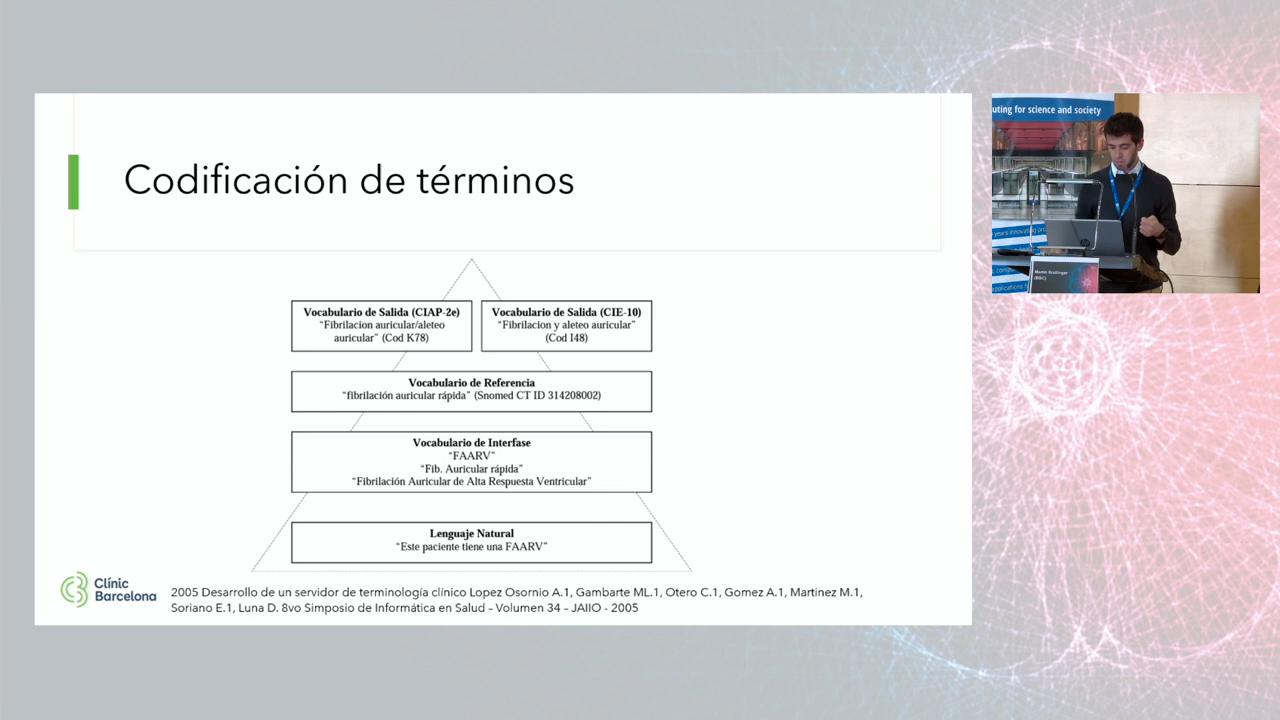 Codificación de términos
Vocabulario de Salida (CIAP-2e)
“Fibrilacion auricular/aleteo
auricular” (Cod K78)
Vocabulario de Salida (CIE-10)
“Fibrilacion y aleteo auricular”
(Cod I48)
Vocabulario de Referencia
“fibrilación auricular rápida” (Snomed CT ID 314208002)
Vocabulario de Interfase
“FAARV”
“Fib. Auricular rápida”
“Fibrilación Auricular de Alta Respuesta Ventricular”
Lenguaje Natural
“Este paciente tiene una FAARV”
Clínic
Barcelona
2005 Desarrollo de un servidor de terminología clínico Lopez Osornio A.1, Gambarte ML.1, Otero C.1, Gomez A.1, Martinez M.1,
Soriano E.1, Luna D. 8vo Simposio de Informática en Salud – Volumen 34 – JAIIO - 2005
uting for science and society
years innovating
hp